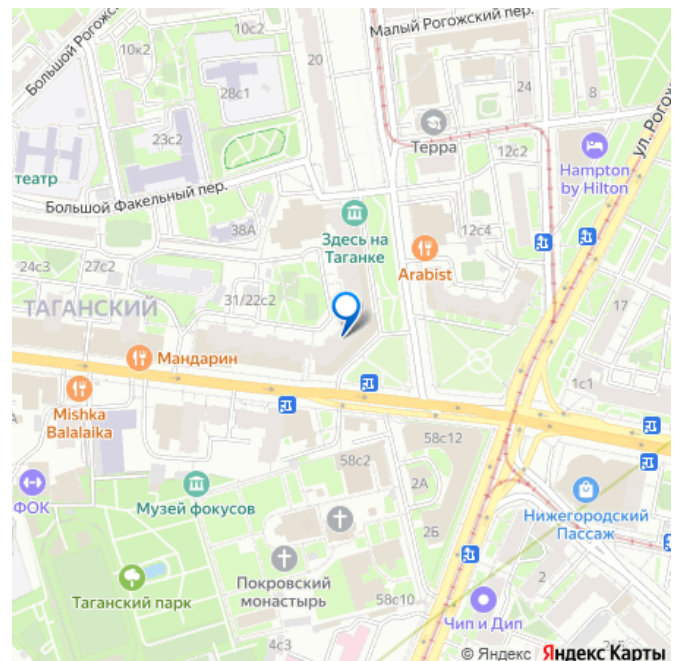 Большой Рогожс
10к2
10с2
Малый Рогожский пер.
20
28с1
24
8
ул. Рогож
23с2
Терра
12с2
Hampton
by Hilton
театр
Большой Факельный пер.
38А
Здесь на
Таганке
12с4
Arabist
24с3
27с2
31/22с2
ТАГАНСКИЙ
17
Мандарин
1с1
Mishka
Balalaika
58с12
58с2
2А
ФОК
Музей фокусов
2Б
Нижегородский
Пассаж
Покровский
монастырь
Таганский парк
58с10
2
Чип и Дип
4с3
© Яндекс Яндекс Карты